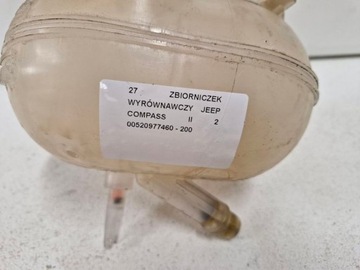 27 ZBIORNICZEK
WYRÓWNAWCZY JEEP
COMPASS II 2
00520977460 - 200